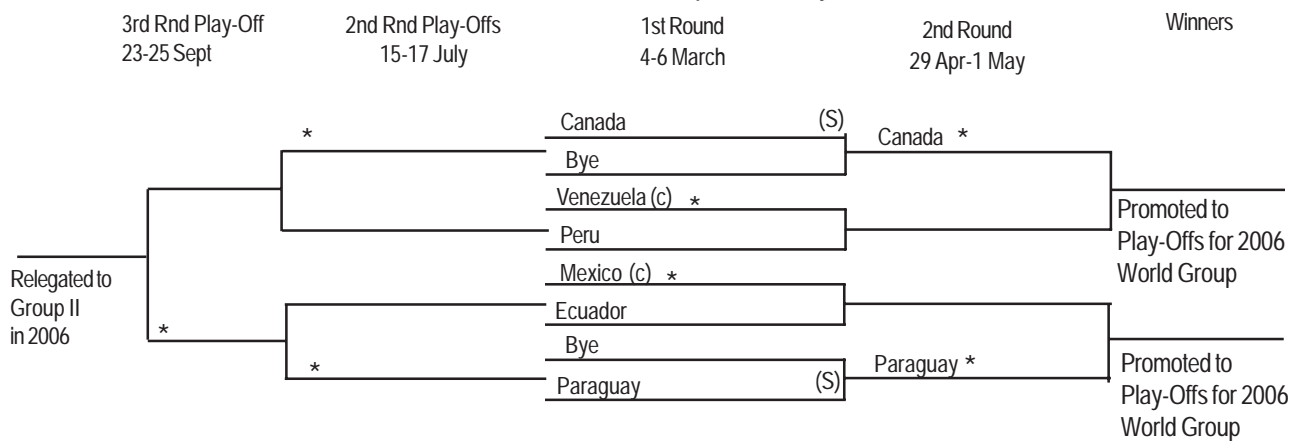 3rd Rnd Play-Off
23-25 Sept
2nd Rnd Play-Offs
15-17 July
1st Round
4-6 March
2nd Round
29 Apr-1 May
Winners
*
Canada (S)
Bye
Canada *
Venezuela (c) *
Peru
Promoted to
Play-Offs for 2006
World Group
Relegated to
Group II
in 2006
*
Mexico (c) *
Ecuador
Bye
*
Paraguay (S)
Paraguay *
Promoted to
Play-Offs for 2006
World Group